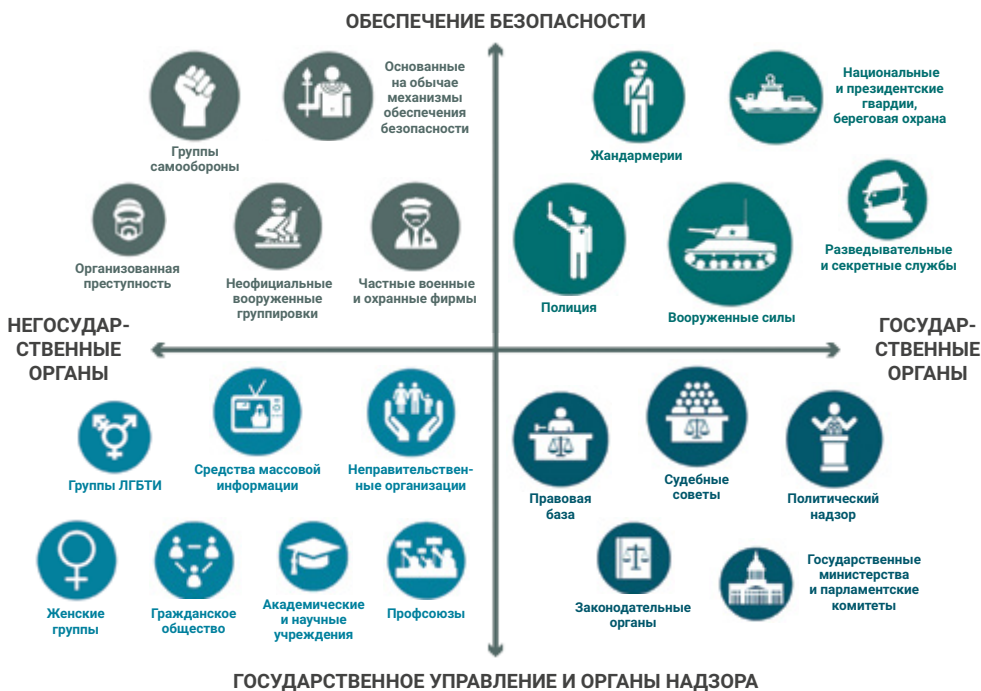 ОБЕСПЕЧЕНИЕ БЕЗОПАСНОСТИ
Группы
самообороны
Основанные
на обычае
механизмы
обеспечения
безопасности
Жандармерии
Национальные
и президентские
гвардии,
береговая охрана
Организованная
преступность
Неофициальные
вооруженные
группировки
Частные военные
и охранные фирмы
Полиция
Вооруженные силы
Разведывательные
и секретные службы
НЕГОСУДАР-
СТВЕННЫЕ
ОРГАНЫ
ГОСУДАР-
СТВЕННЫЕ
ОРГАНЫ
Группы ЛГБТИ
Средства массовой
информации
Неправительствен-
ные организации
Правовая
база
Судебные
советы
Политический
надзор
Женские
группы
Гражданское
общество
Академические
и научные
учреждения
Профсоюзы
Законодательные
органы
Государственные
министерства
и парламентские
комитеты
ГОСУДАРСТВЕННОЕ УПРАВЛЕНИЕ И ОРГАНЫ НАДЗОРА